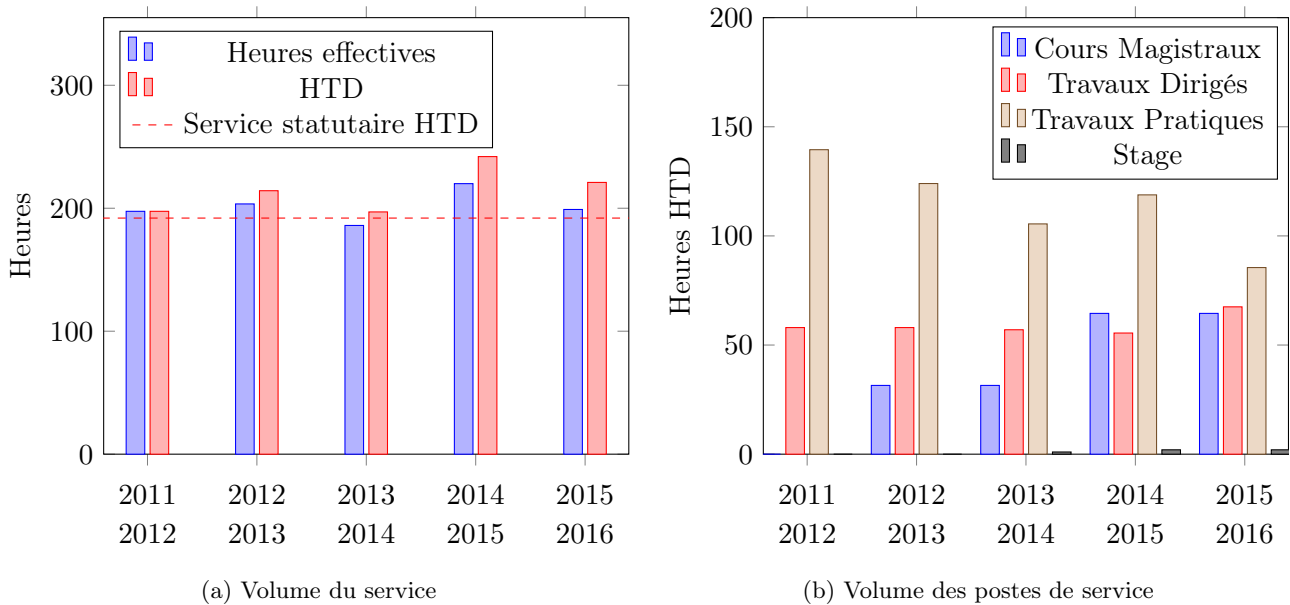 Heures effectives
HTD
Service statutaire HTD
Heures
300
200
100
0
2011 2012 2013 2014 2015
2012 2013 2014 2015 2016
(a) Volume du service
Cours Magistraux
Travaux Dirigés
Travaux Pratiques
Stage
Heures HTD
200
150
100
50
0
2011 2012 2013 2014 2015
2012 2013 2014 2015 2016
(b) Volume des postes de service